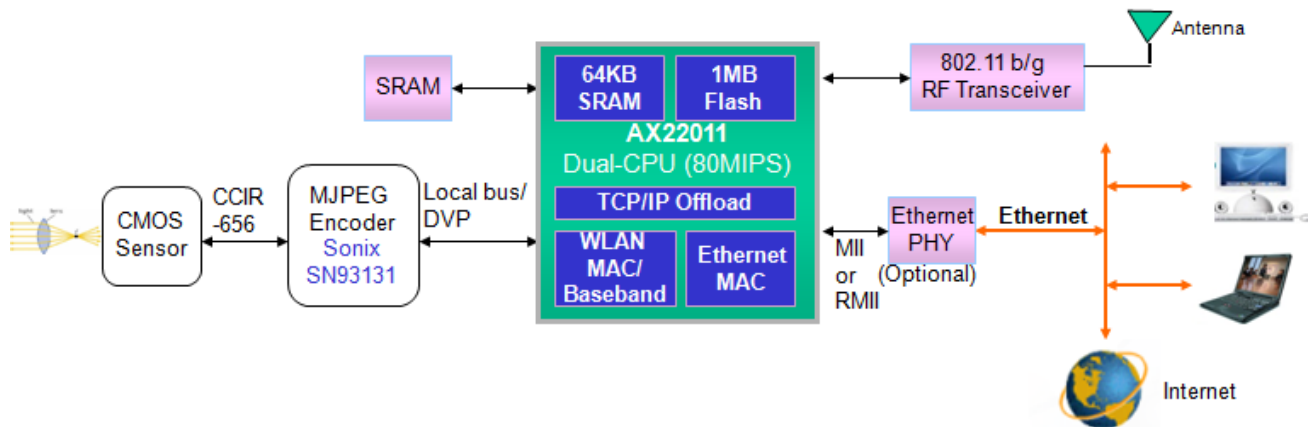 Antenna
802.11 b/g
RF Transceiver
SRAM
64KB
SRAM
1MB
Flash
AX22011
Dual-CPU (80MIPS)
TCP/IP Offload
WLAN
MAC/
Baseband
Ethernet
MAC
CMOS
Sensor
CCIR
-656
MJPEG
Encoder
Sonix
SN93131
Local bus/
DVP
MII
or
RMII
Ethernet
PHY
(Optional)
Ethernet
Internet